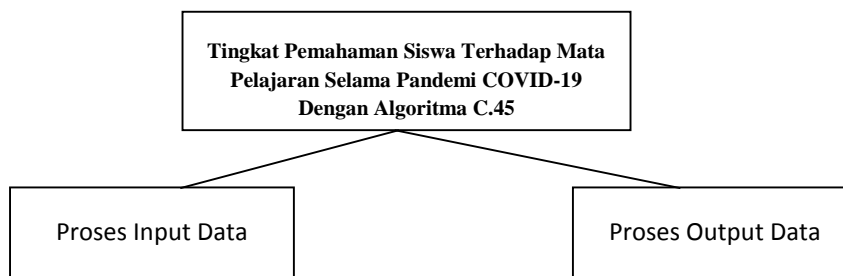 Tingkat Pemahaman Siswa Terhadap Mata
Pelajaran Selama Pandemi COVID-19
Dengan Algoritma C.45
Proses Input Data
Proses Output Data